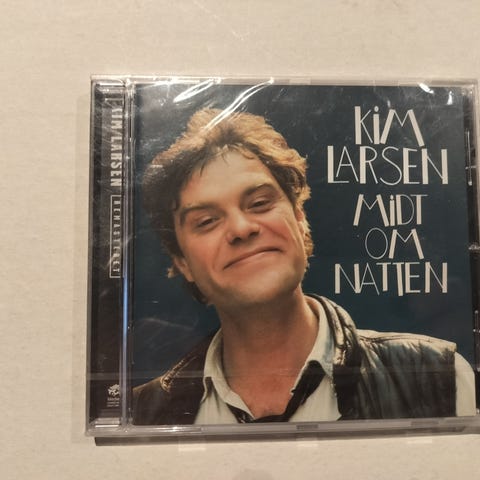 KiM
LARSEN
MiDT
OM
NATTEN
KIM LARSEN REMASTERET